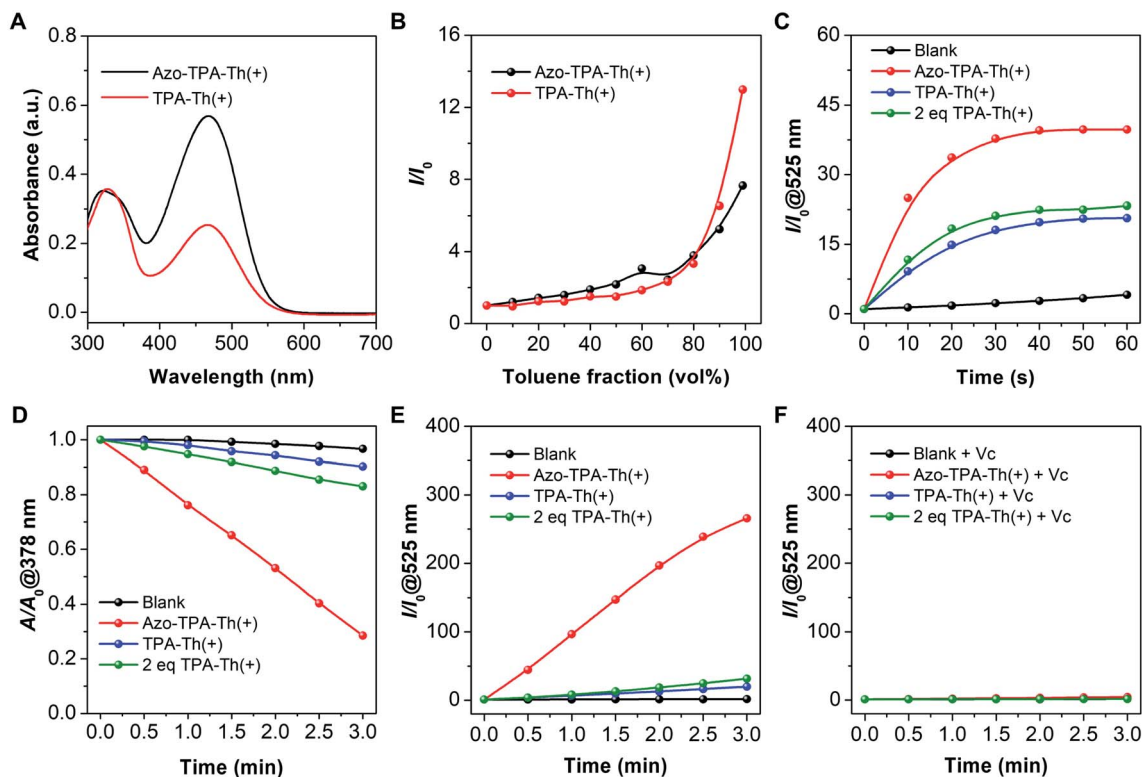 A
Absorbance (a.u.)
0.8
0.6
0.4
0.2
0.0
Azo-TPA-Th(+)
TPA-Th(+)
300 400 500 600 700
Wavelength (nm)
B
I/I0
16
12
8
4
0
Azo-TPA-Th(+)
TPA-Th(+)
0 20 40 60 80 100
Toluene fraction (vol%)
C
I/I0@525 nm
60
45
30
15
0
Blank
Azo-TPA-Th(+)
TPA-Th(+)
2 eq TPA-Th(+)
0 10 20 30 40 50 60
Time (s)
D
A/A0@378 nm
1.0
0.8
0.6
0.4
0.2
0.0
Blank
Azo-TPA-Th(+)
TPA-Th(+)
2 eq TPA-Th(+)
0.0 0.5 1.0 1.5 2.0 2.5 3.0
Time (min)
E
I/I0@525 nm
400
300
200
100
0
Blank
Azo-TPA-Th(+)
TPA-Th(+)
2 eq TPA-Th(+)
0.0 0.5 1.0 1.5 2.0 2.5 3.0
Time (min)
F
I/I0@525 nm
400
300
200
100
0
Blank + Vc
Azo-TPA-Th(+) + Vc
TPA-Th(+) + Vc
2 eq TPA-Th(+) + Vc
0.0 0.5 1.0 1.5 2.0 2.5 3.0
Time (min)